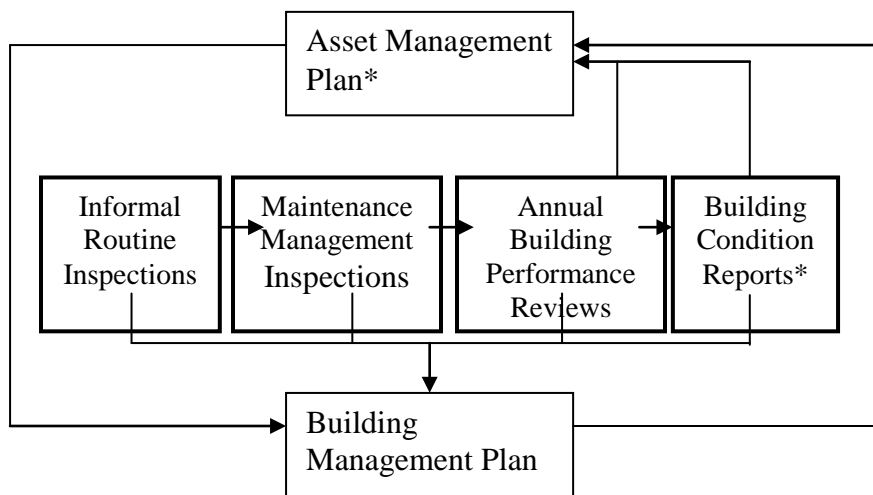 Asset Management
Plan*
Informal
Routine
Inspections
Maintenance
Management
Inspections
Annual
Building
Performance
Reviews
Building
Condition
Reports*
Building
Management Plan